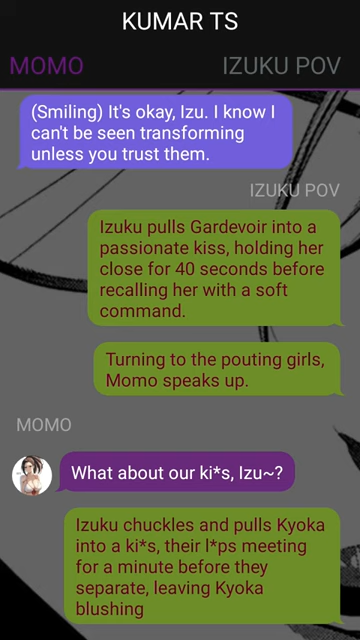 KUMAR TS
MOMO IZUKU POV
(Smiling) It's okay, Izu. I know I
can't be seen transforming
unless you trust them.
IZUKU POV
Izuku pulls Gardevoir into a
passionate kiss, holding her
close for 40 seconds before
recalling her with a soft
command.
Turning to the pouting girls,
Momo speaks up.
MOMO
What about our ki*s, Izu~?
Izuku chuckles and pulls Kyoka
into a ki*s, their l*ps meeting
for a minute before they
separate, leaving Kyoka
blushing